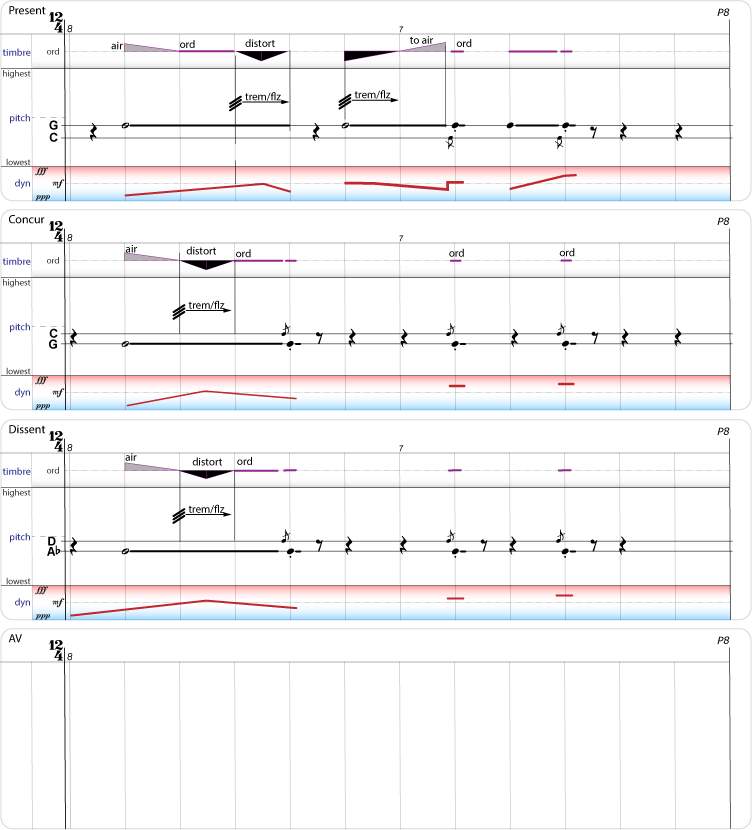 Present P8
12
4 8 7
air ord distort to air ord
timbre ord
highest
trem/flz trem/flz
pitch
G
C
lowest
fff
dyn mf
ppp
Concur P8
12
4 8 7
air distort ord ord ord
timbre ord
highest
trem/flz
pitch
C
G
lowest
fff
dyn mf
ppp
Dissent P8
12
4 8 7
air distort ord
timbre ord
highest
trem/flz
pitch
D
A♭
lowest
fff
dyn mf
ppp
AV P8
12
4 8